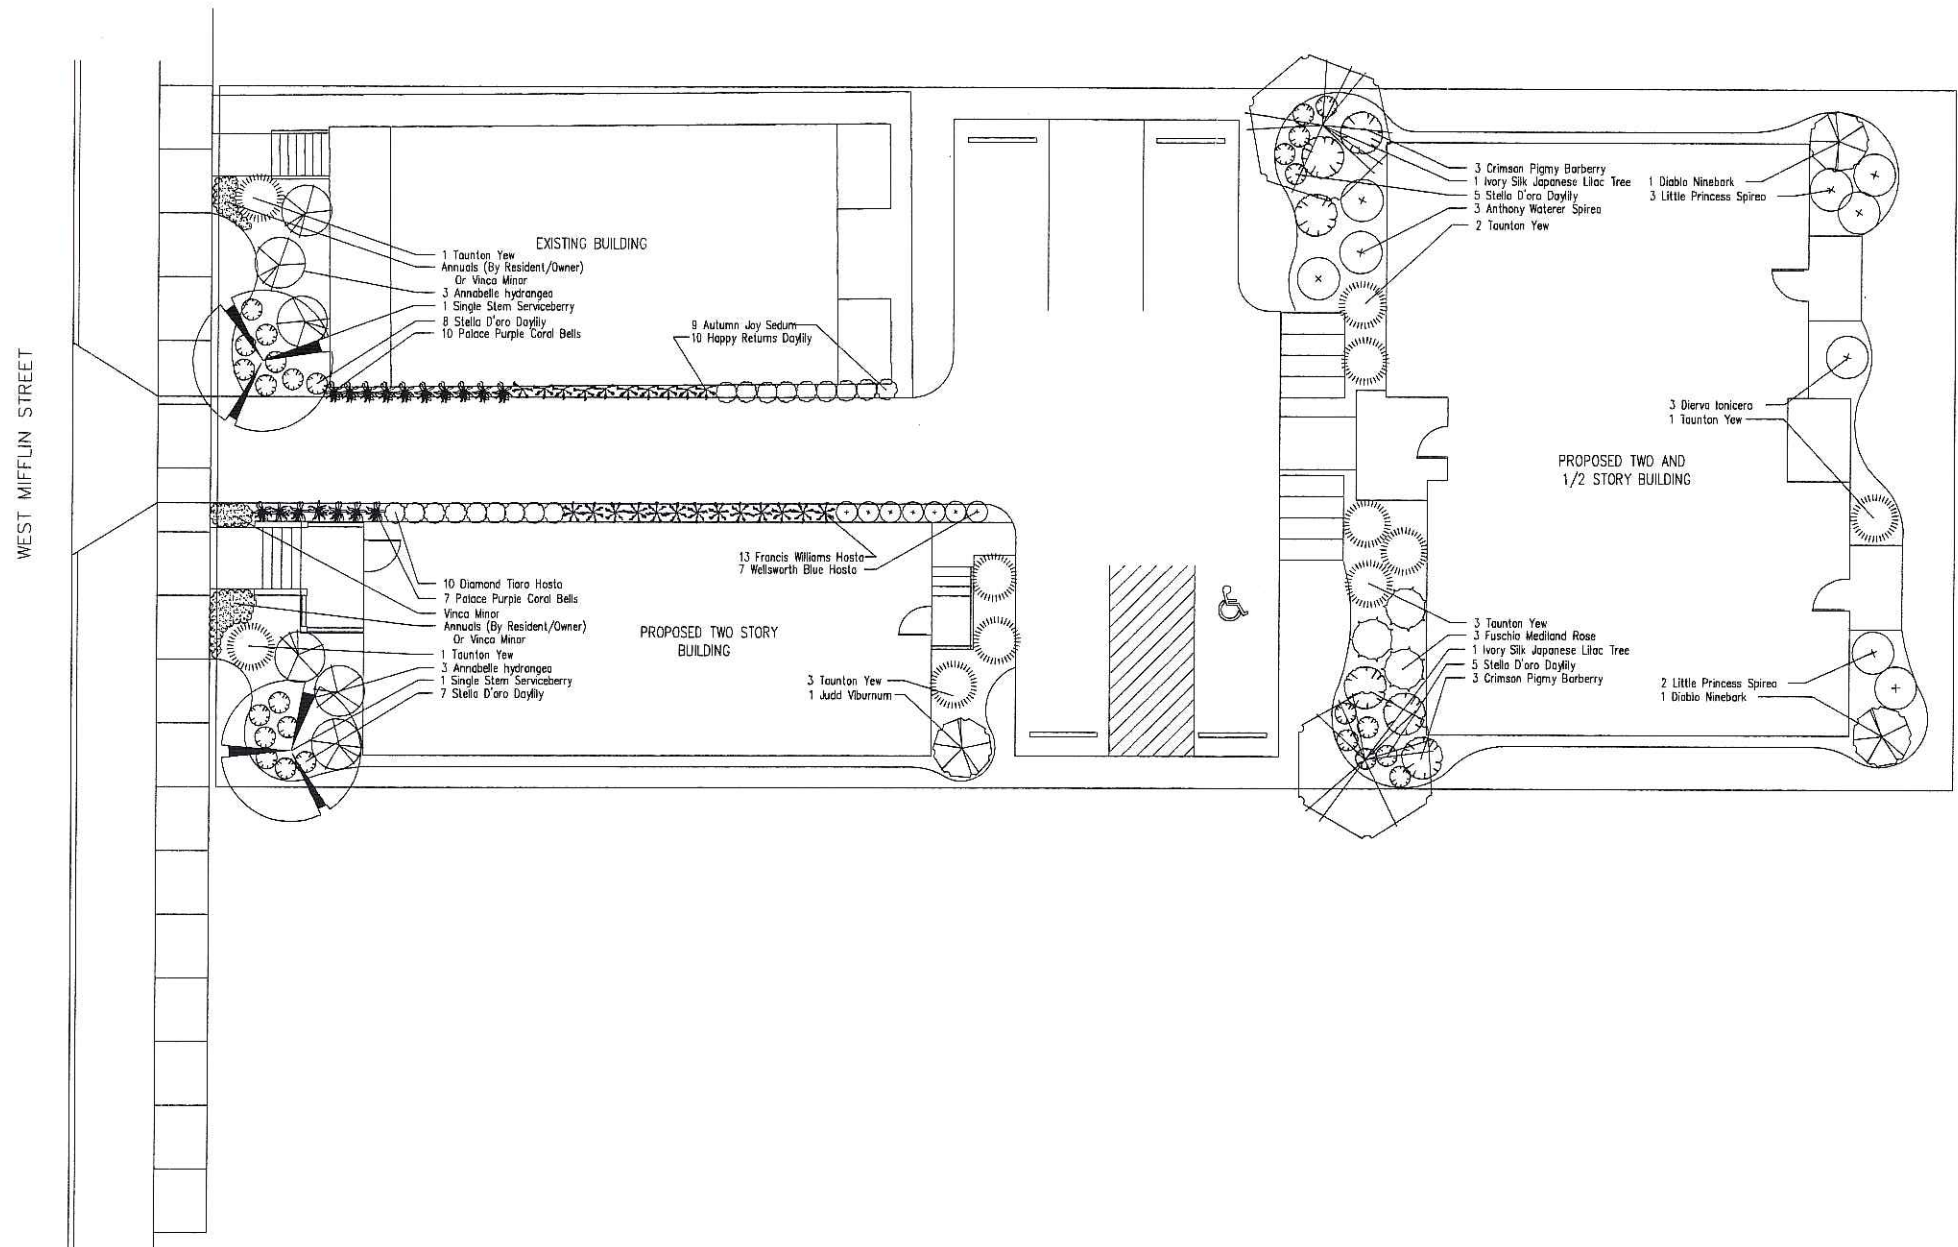 WEST MIFFLIN STREET
EXISTING BUILDING
1 Taunton Yew
Annuals (By Resident/Owner)
Or Vinca Minor
3 Annabelle hydrangea
1 Single Stem Serviceberry
8 Stella D'oro Daylily
10 Palace Purple Coral Bells
9 Autumn Joy Sedum
10 Happy Returns Daylily
3 Crimson Pigmy Barberry
1 Ivory Silk Japanese Lilac Tree
5 Stella D'oro Daylily
3 Anthony Waterer Spirea
2 Taunton Yew
1 Diablo Ninebark
3 Little Princess Spirea
3 Dierva lonicera
1 Taunton Yew
PROPOSED TWO AND
1/2 STORY BUILDING
13 Francis Williams Hosta
7 Wellsworth Blue Hosta
10 Diamond Tiara Hosta
7 Palace Purple Coral Bells
Vinca Minor
Annuals (By Resident/Owner)
Or Vinca Minor
1 Taunton Yew
3 Annabelle hydrangea
1 Single Stem Serviceberry
7 Stella D'oro Daylily
PROPOSED TWO STORY
BUILDING
3 Taunton Yew
1 Judd Viburnum
3 Taunton Yew
3 Fuschia Mediland Rose
1 Ivory Silk Japanese Lilac Tree
5 Stella D'oro Daylily
3 Crimson Pigmy Barberry
2 Little Princess Spirea
1 Diablo Ninebark